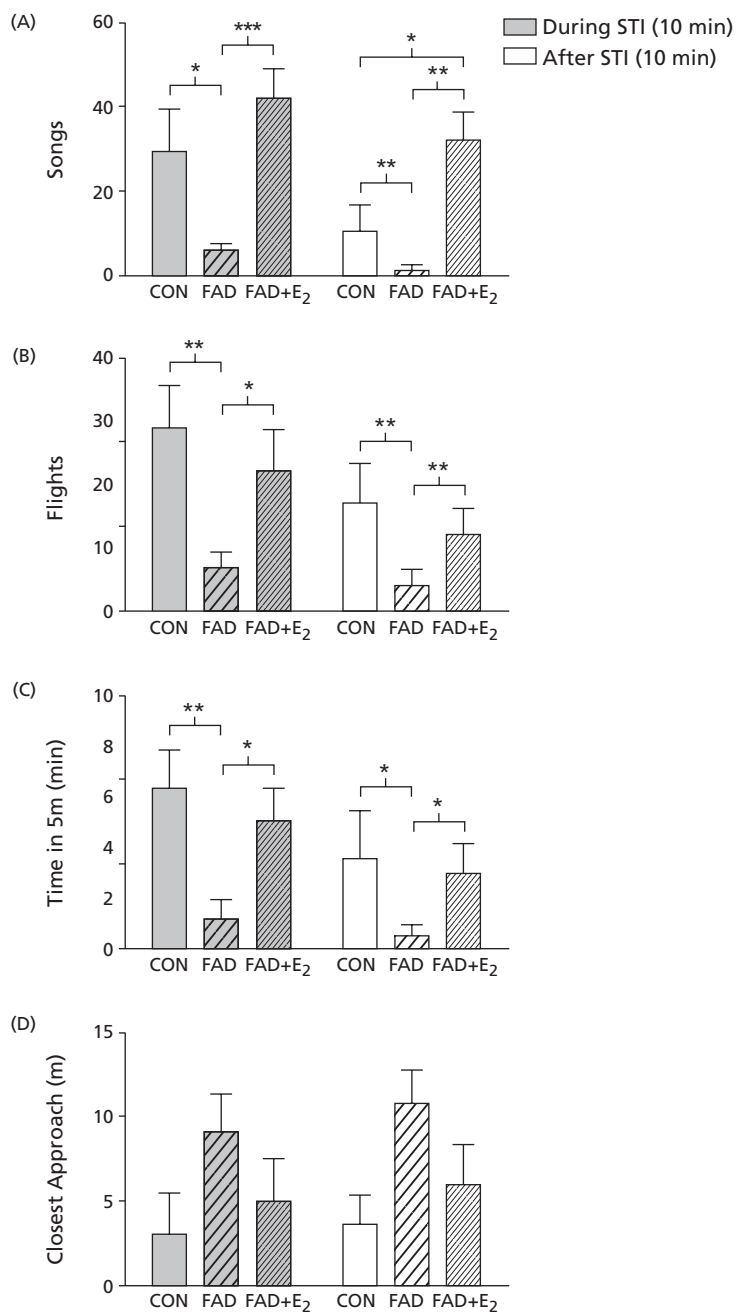 (A)
During STI (10 min)
After STI (10 min)
Songs
60
40
20
0
*
***
*
**
**
CON FAD FAD+E₂ CON FAD FAD+E₂
(B)
Flights
40
30
20
10
0
**
*
**
**
CON FAD FAD+E₂ CON FAD FAD+E₂
(C)
Time in 5m (min)
10
8
6
4
2
0
**
*
*
*
CON FAD FAD+E₂ CON FAD FAD+E₂
(D)
Closest Approach (m)
15
10
5
0
CON FAD FAD+E₂ CON FAD FAD+E₂